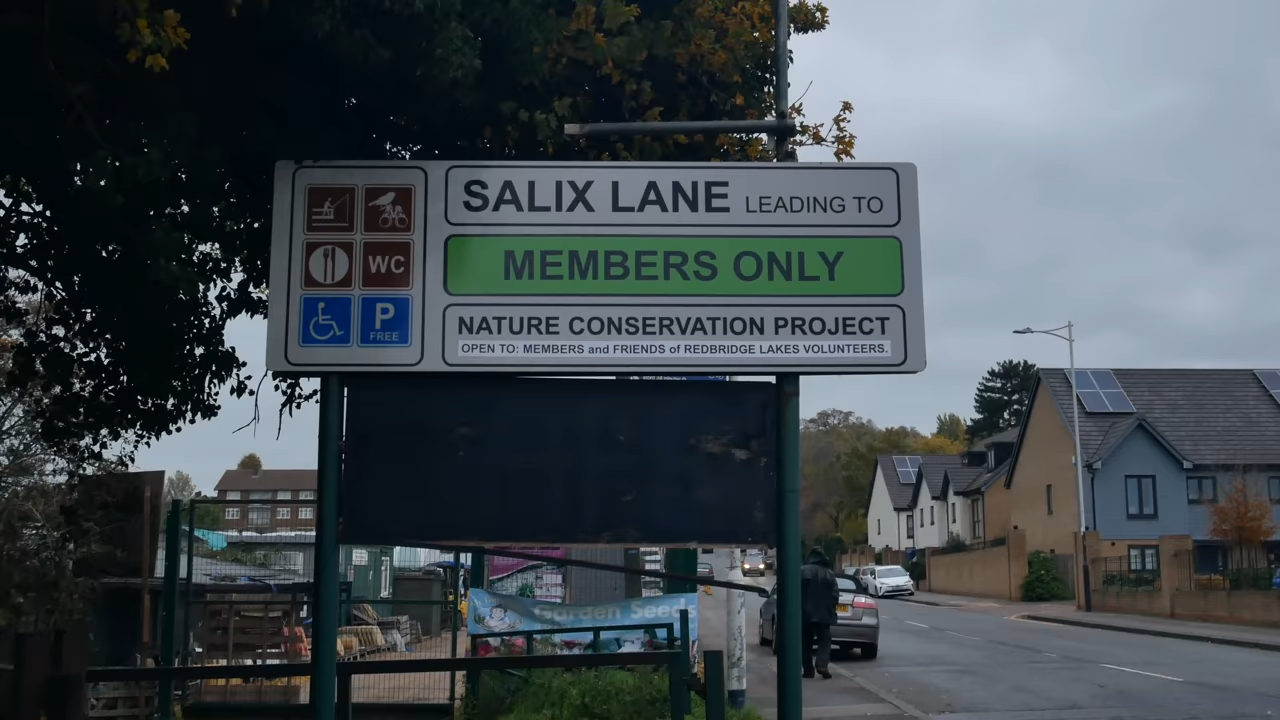 SALIX LANE LEADING TO
MEMBERS ONLY
WC
P
FREE
NATURE CONSERVATION PROJECT
OPEN TO: MEMBERS and FRIENDS of REDBRIDGE LAKES VOLUNTEERS.
Garden Seed